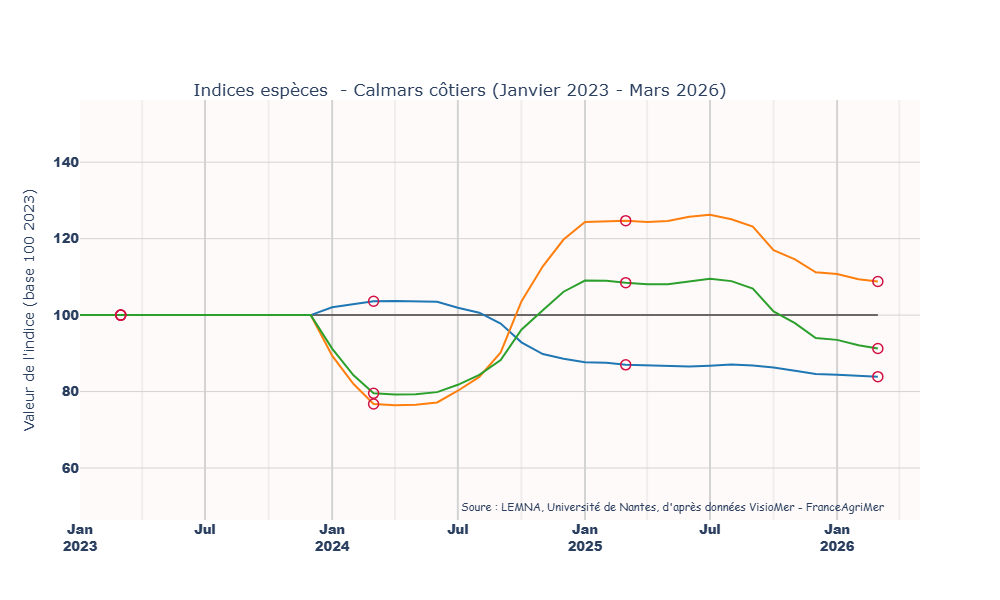 Indices espèces - Calmars côtiers (Janvier 2023 - Mars 2026)
Valeur de l'indice (base 100 2023)
140
120
100
80
60
Soure : LEMNA, Université de Nantes, d'après données VisioMer - FranceAgriMer
Jan Jul Jan Jul Jan Jul Jan
2023 2024 2025 2026